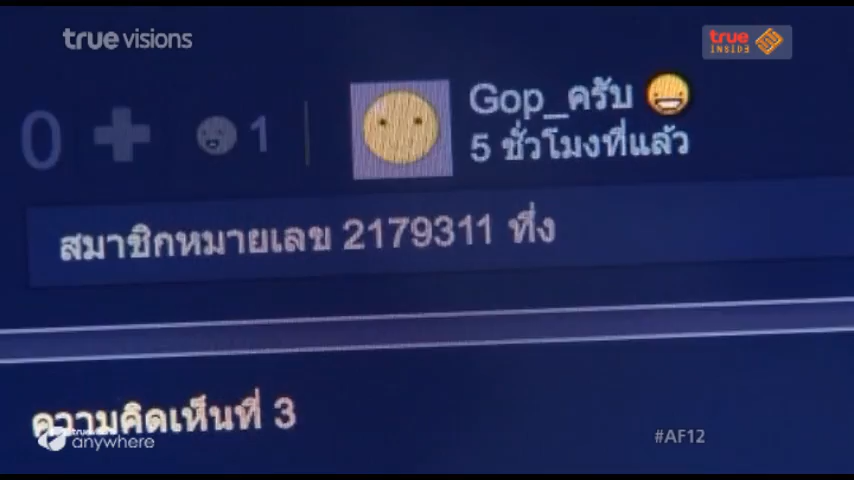 true visions
true
INSIDE
Gop_ครับ
0 + 1
5 ชั่วโมงที่แล้ว
สมาชิกหมายเลข 2179311 ทึ่ง
ความคิดเห็นที่ 3
truevisions
anywhere
#AF12